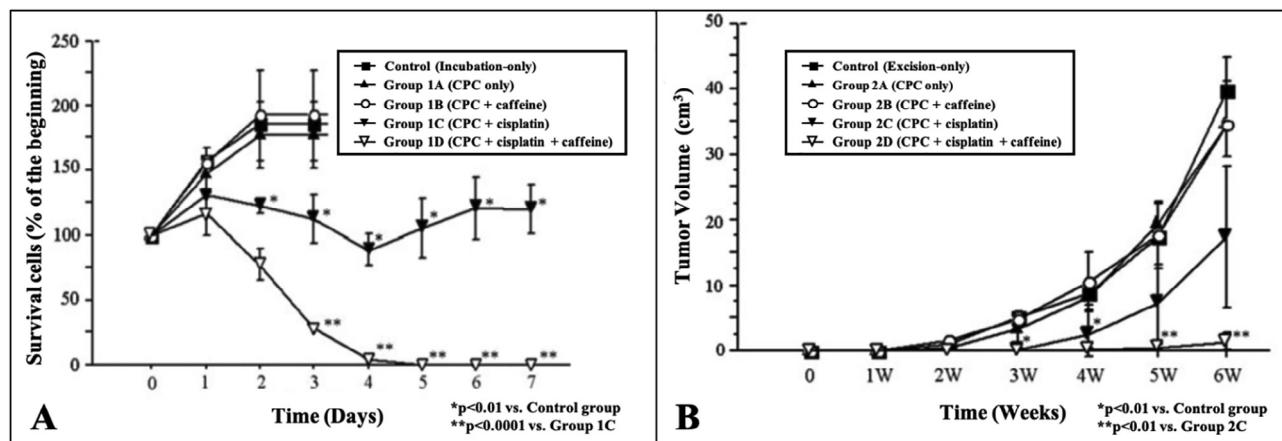 250
200
150
100
50
0
Survival cells (% of the beginning)
Control (Incubation-only)
Group 1A (CPC only)
Group 1B (CPC + caffeine)
Group 1C (CPC + cisplatin)
Group 1D (CPC + cisplatin + caffeine)
* * * * * *
** ** ** ** **
0 1 2 3 4 5 6 7
Time (Days)
A
*p<0.01 vs. Control group
**p<0.0001 vs. Group 1C
50
40
30
20
10
0
Tumor Volume (cm3)
Control (Excision-only)
Group 2A (CPC only)
Group 2B (CPC + caffeine)
Group 2C (CPC + cisplatin)
Group 2D (CPC + cisplatin + caffeine)
* *
** **
0 1W 2W 3W 4W 5W 6W
Time (Weeks)
B
*p<0.01 vs. Control group
**p<0.01 vs. Group 2C